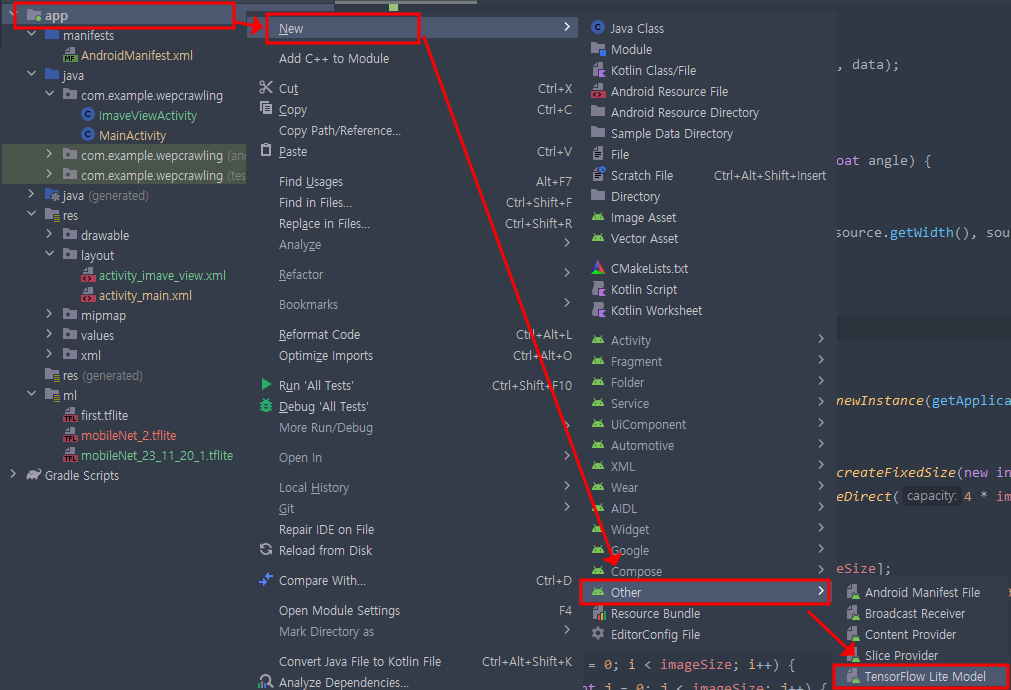 app
manifests
AndroidManifest.xml
java
com.example.wepcrawling
ImaveViewActivity
MainActivity
com.example.wepcrawling (an
com.example.wepcrawling (tes
java (generated)
res
drawable
layout
activity_imave_view.xml
activity_main.xml
mipmap
values
xml
res (generated)
ml
first.tflite
mobileNet_2.tflite
mobileNet_23_11_20_1.tflite
Gradle Scripts
New
Add C++ to Module
Cut Ctrl+X
Copy Ctrl+C
Copy Path/Reference...
Paste Ctrl+V
Find Usages Alt+F7
Find in Files... Ctrl+Shift+F
Replace in Files... Ctrl+Shift+R
Analyze
Refactor
Bookmarks
Reformat Code Ctrl+Alt+L
Optimize Imports Ctrl+Alt+O
Run 'All Tests' Ctrl+Shift+F10
Debug 'All Tests'
More Run/Debug
Open In
Local History
Git
Repair IDE on File
Reload from Disk
Compare With... Ctrl+D
Open Module Settings F4
Mark Directory as
Convert Java File to Kotlin File Ctrl+Alt+Shift+K
Analyze Dependencies...
Java Class
Module
Kotlin Class/File
Android Resource File
Android Resource Directory
Sample Data Directory
File
Scratch File Ctrl+Alt+Shift+Insert
Directory
Image Asset
Vector Asset
CMakeLists.txt
Kotlin Script
Kotlin Worksheet
Activity
Fragment
Folder
Service
UiComponent
Automotive
XML
Wear
AIDL
Widget
Google
Compose
Other
Resource Bundle
EditorConfig File
Android Manifest File
Broadcast Receiver
Content Provider
Slice Provider
TensorFlow Lite Model
, data);
oat angle) {
source.getWidth(), sou
newInstance(getApplica
createFixedSize(new in
eDirect( capacity: 4 * im
eSize];
= 0; i < imageSize; i++) {
nt j = 0; j < imageSize; j++) {